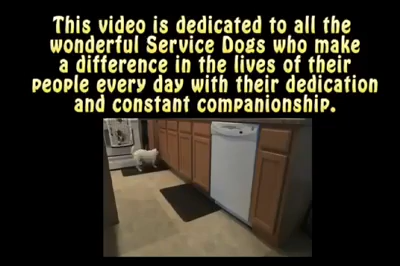 This video is dedicated to all the
wonderful Service Dogs who make
a difference in the lives of their
people every day with their dedication
and constant companionship.